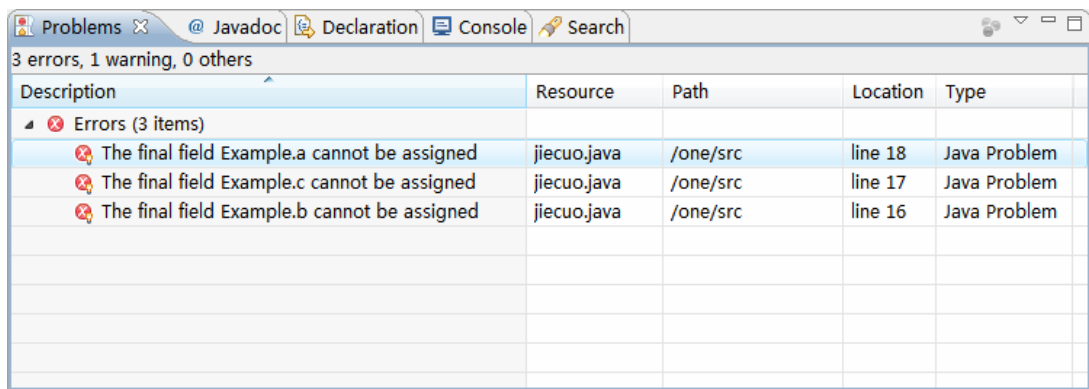 Problems @ Javadoc Declaration Console Search
3 errors, 1 warning, 0 others
Description Resource Path Location Type
Errors (3 items)
The final field Example.a cannot be assigned jiecuo.java /one/src line 18 Java Problem
The final field Example.c cannot be assigned jiecuo.java /one/src line 17 Java Problem
The final field Example.b cannot be assigned jiecuo.java /one/src line 16 Java Problem